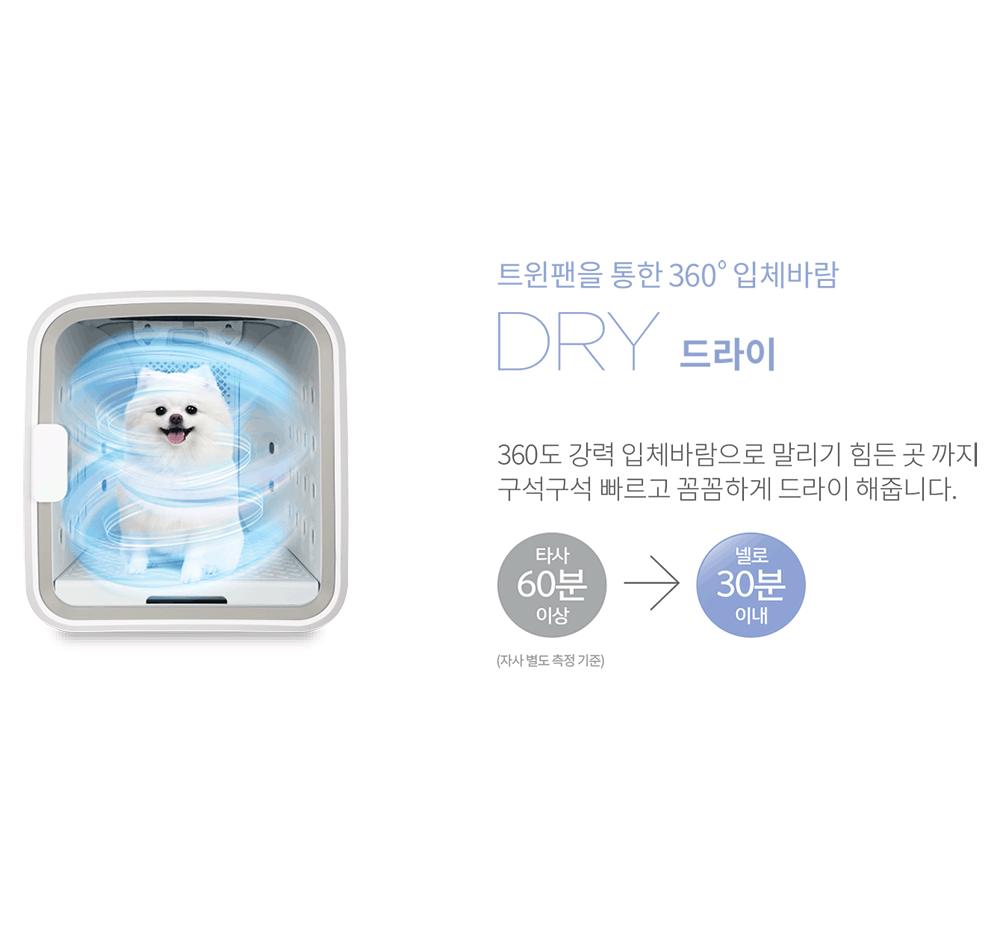 트윈팬을 통한 360° 입체바람
DRY 드라이
360도 강력 입체바람으로 말리기 힘든 곳 까지
구석구석 빠르고 꼼꼼하게 드라이 해줍니다.
타사
60분
이상
넬로
30분
이내
(자사 별도 측정 기준)